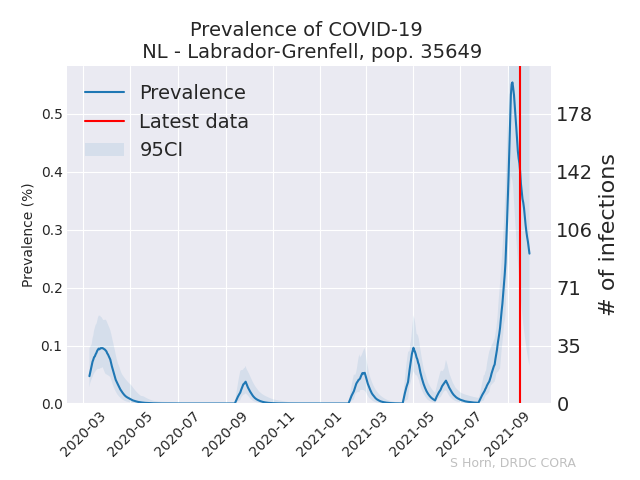 Prevalence of COVID-19
NL - Labrador-Grenfell, pop. 35649
Prevalence
Latest data
95CI
Prevalence (%)
0.5
0.4
0.3
0.2
0.1
0.0
178
142
106
71
35
0
# of infections
2020-03
2020-05
2020-07
2020-09
2020-11
2021-01
2021-03
2021-05
2021-07
2021-09
S Horn, DRDC CORA